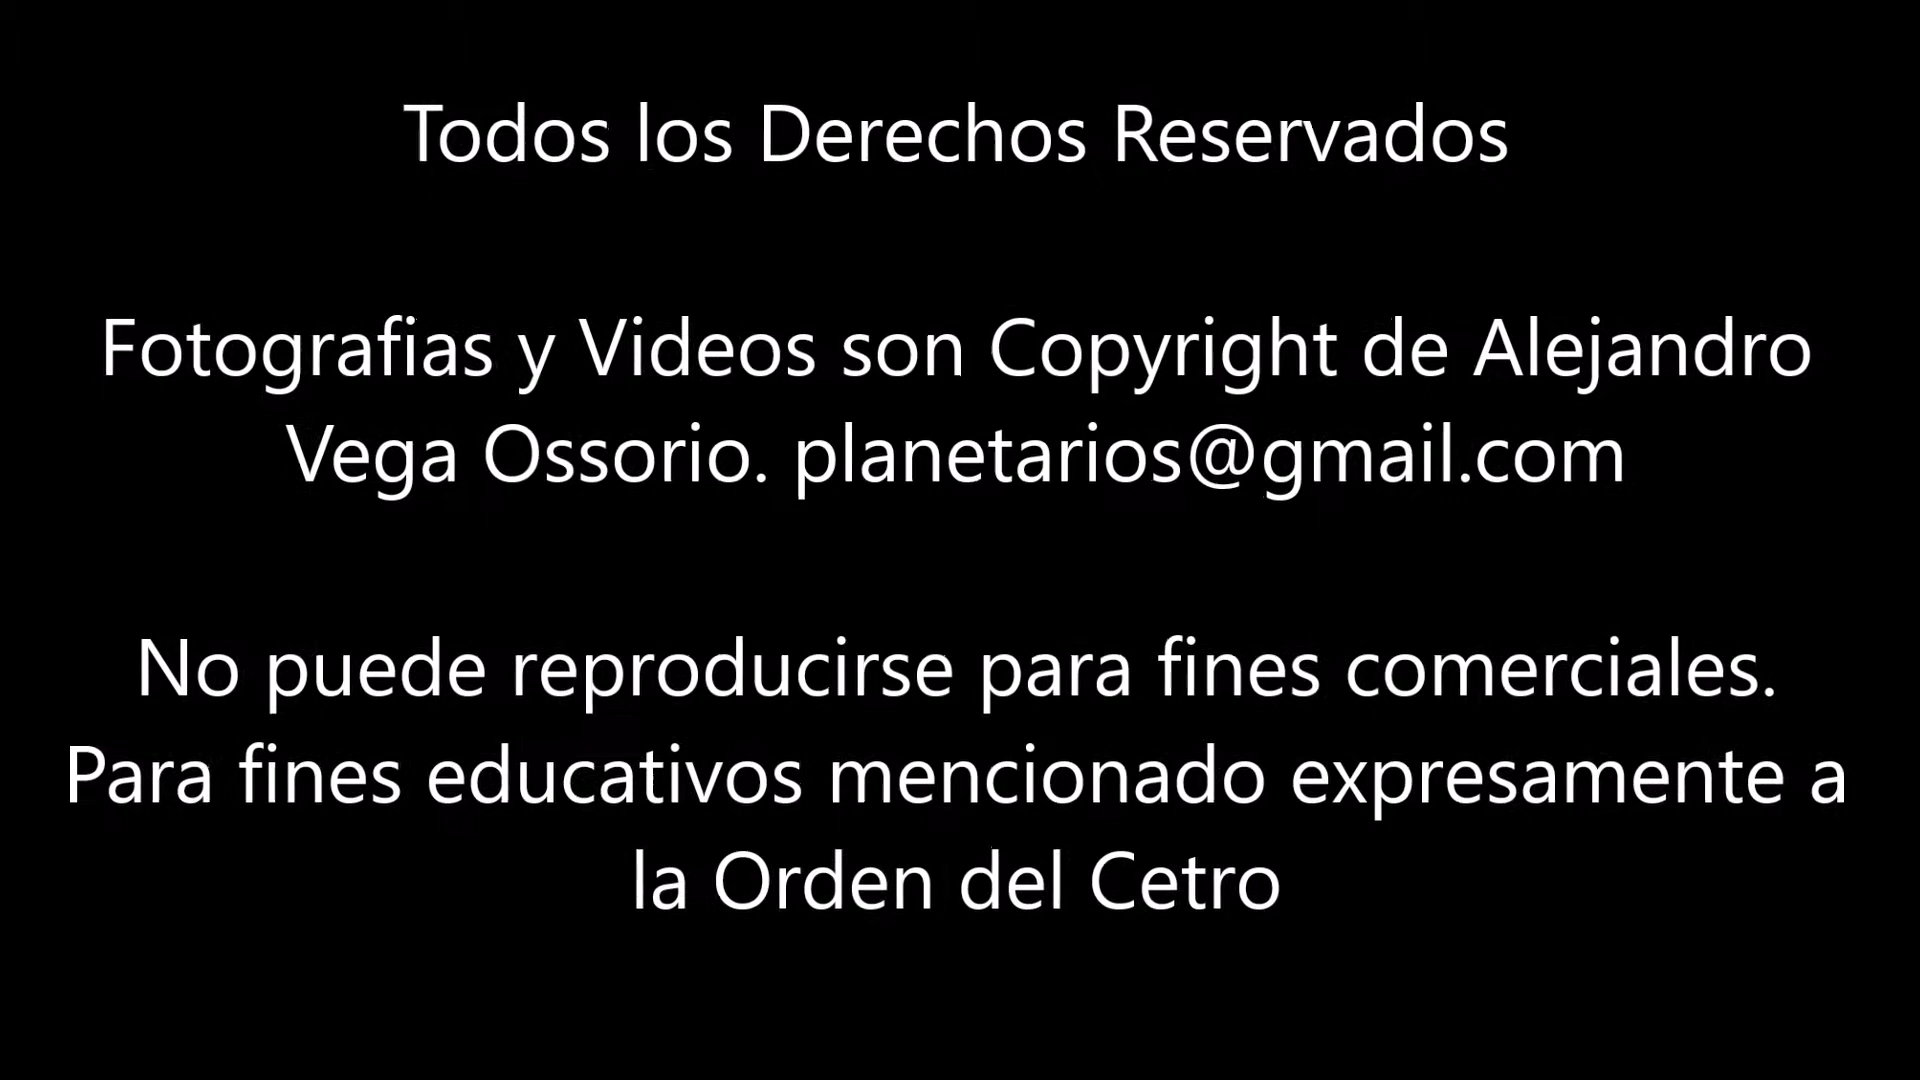 Todos los Derechos Reservados
Fotografias y Videos son Copyright de Alejandro
Vega Ossorio. planetarios@gmail.com
No puede reproducirse para fines comerciales.
Para fines educativos mencionado expresamente a
la Orden del Cetro